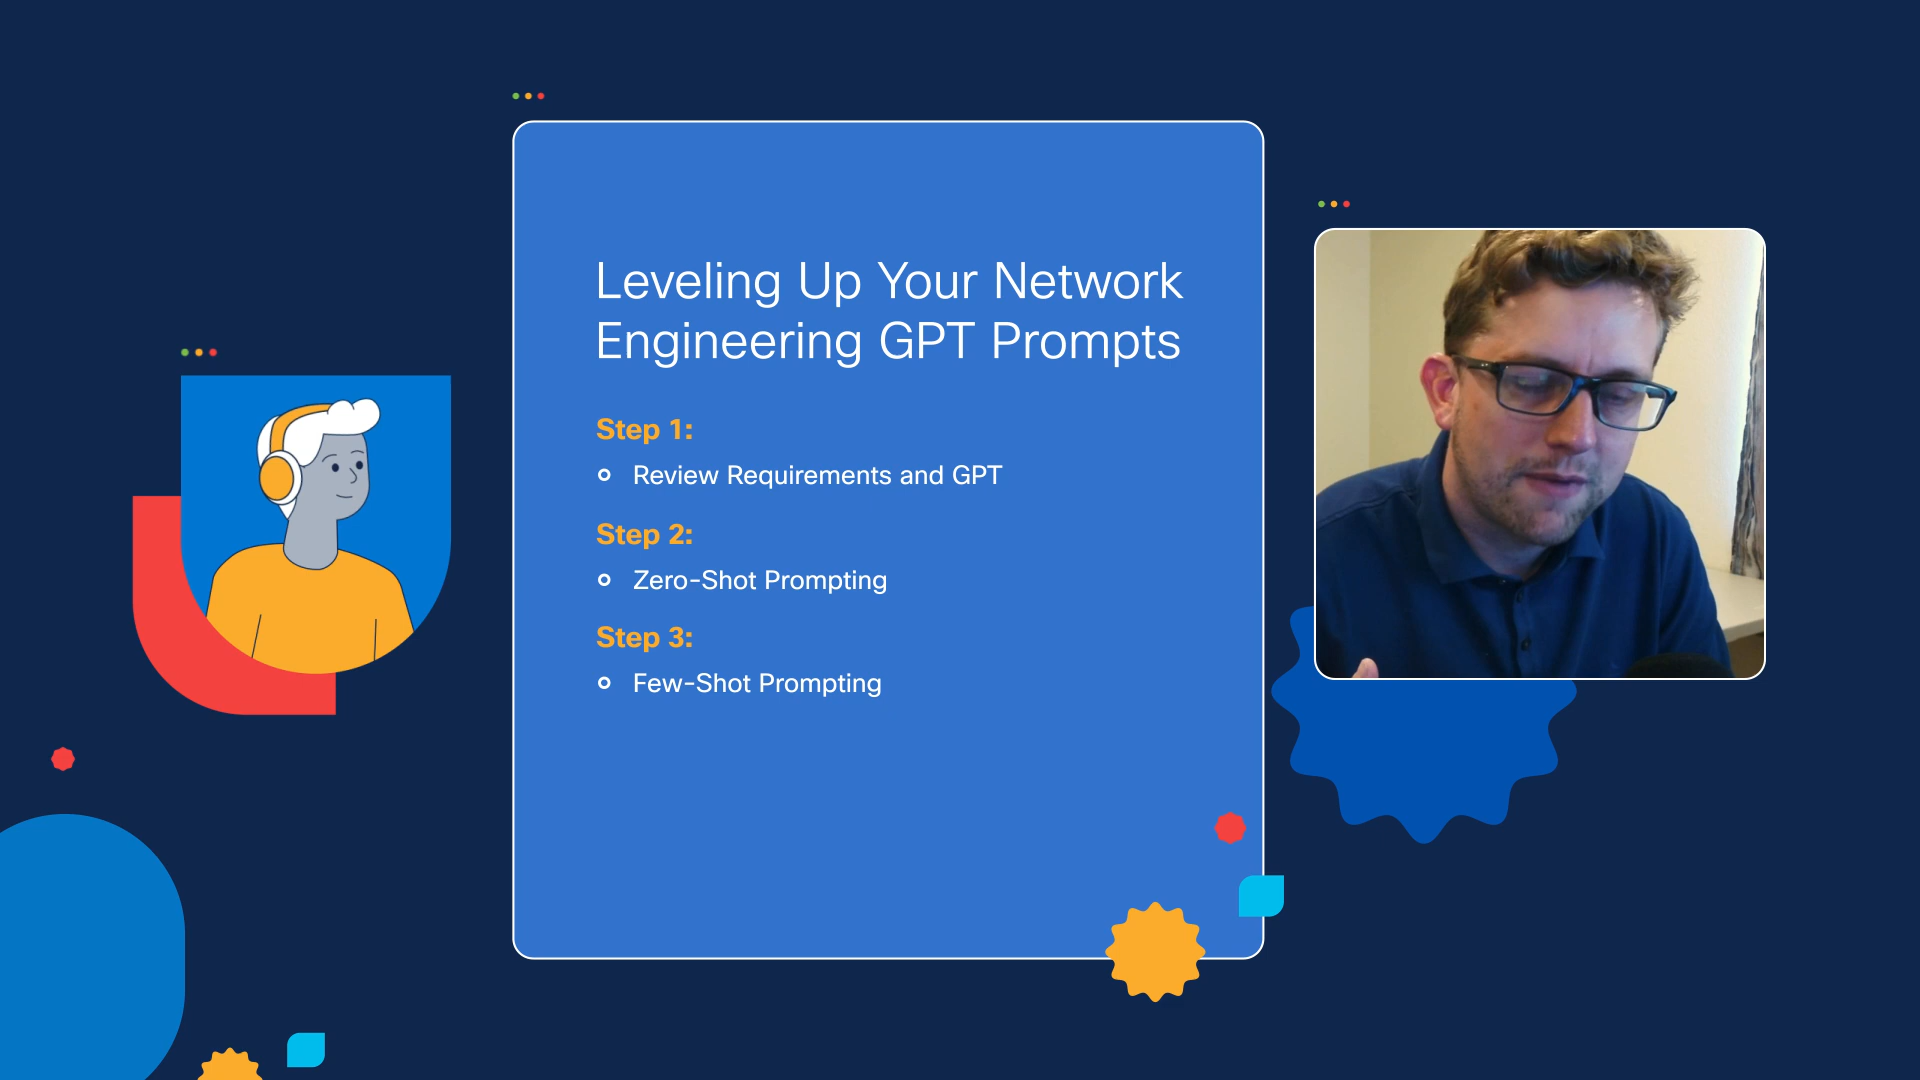 Leveling Up Your Network
Engineering GPT Prompts
Step 1:
Review Requirements and GPT
Step 2:
Zero-Shot Prompting
Step 3:
Few-Shot Prompting